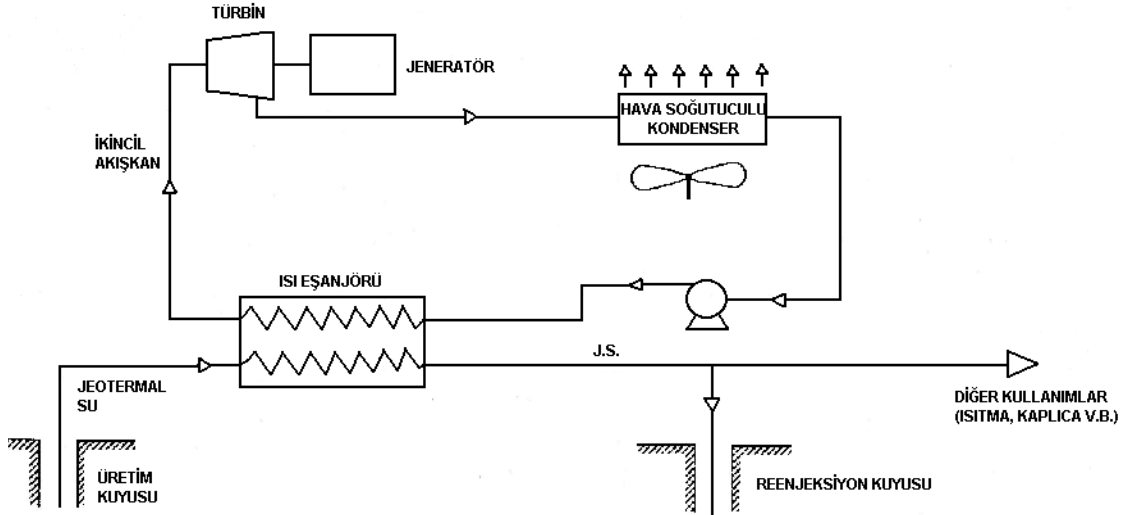 TÜRBİN
JENERATÖR
HAVA SOĞUTUCULU
KONDENSER
İKİNCİL
AKIŞKAN
ISI EŞANJÖRÜ
J.S.
JEOTERMAL
SU
DİĞER KULLANIMLAR
(ISITMA, KAPLICA V.B.)
ÜRETİM
KUYUSU
REENJEKSİYON KUYUSU